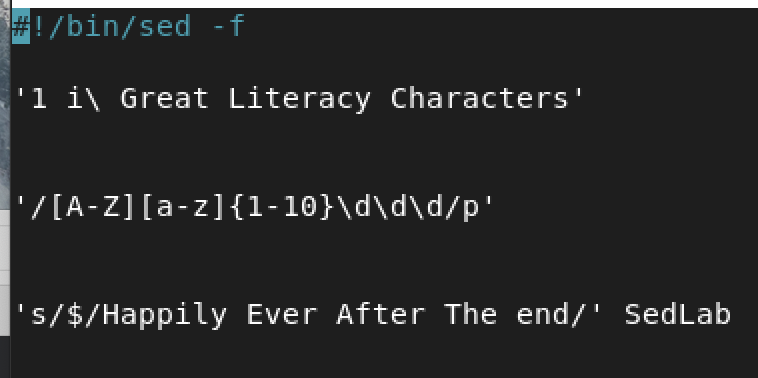 #!/bin/sed -f
'1 i\ Great Literacy Characters'
'/[A-Z][a-z]{1-10}\d\d\d/p'
's/$/Happily Ever After The end/' SedLab